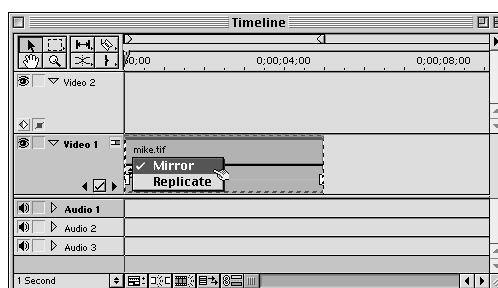 Timeline
0;00 0;00;04;00 0;00;08;00
Video 2
Video 1
mike.tif
Mirror
Replicate
Audio 1
Audio 2
Audio 3
1 Second